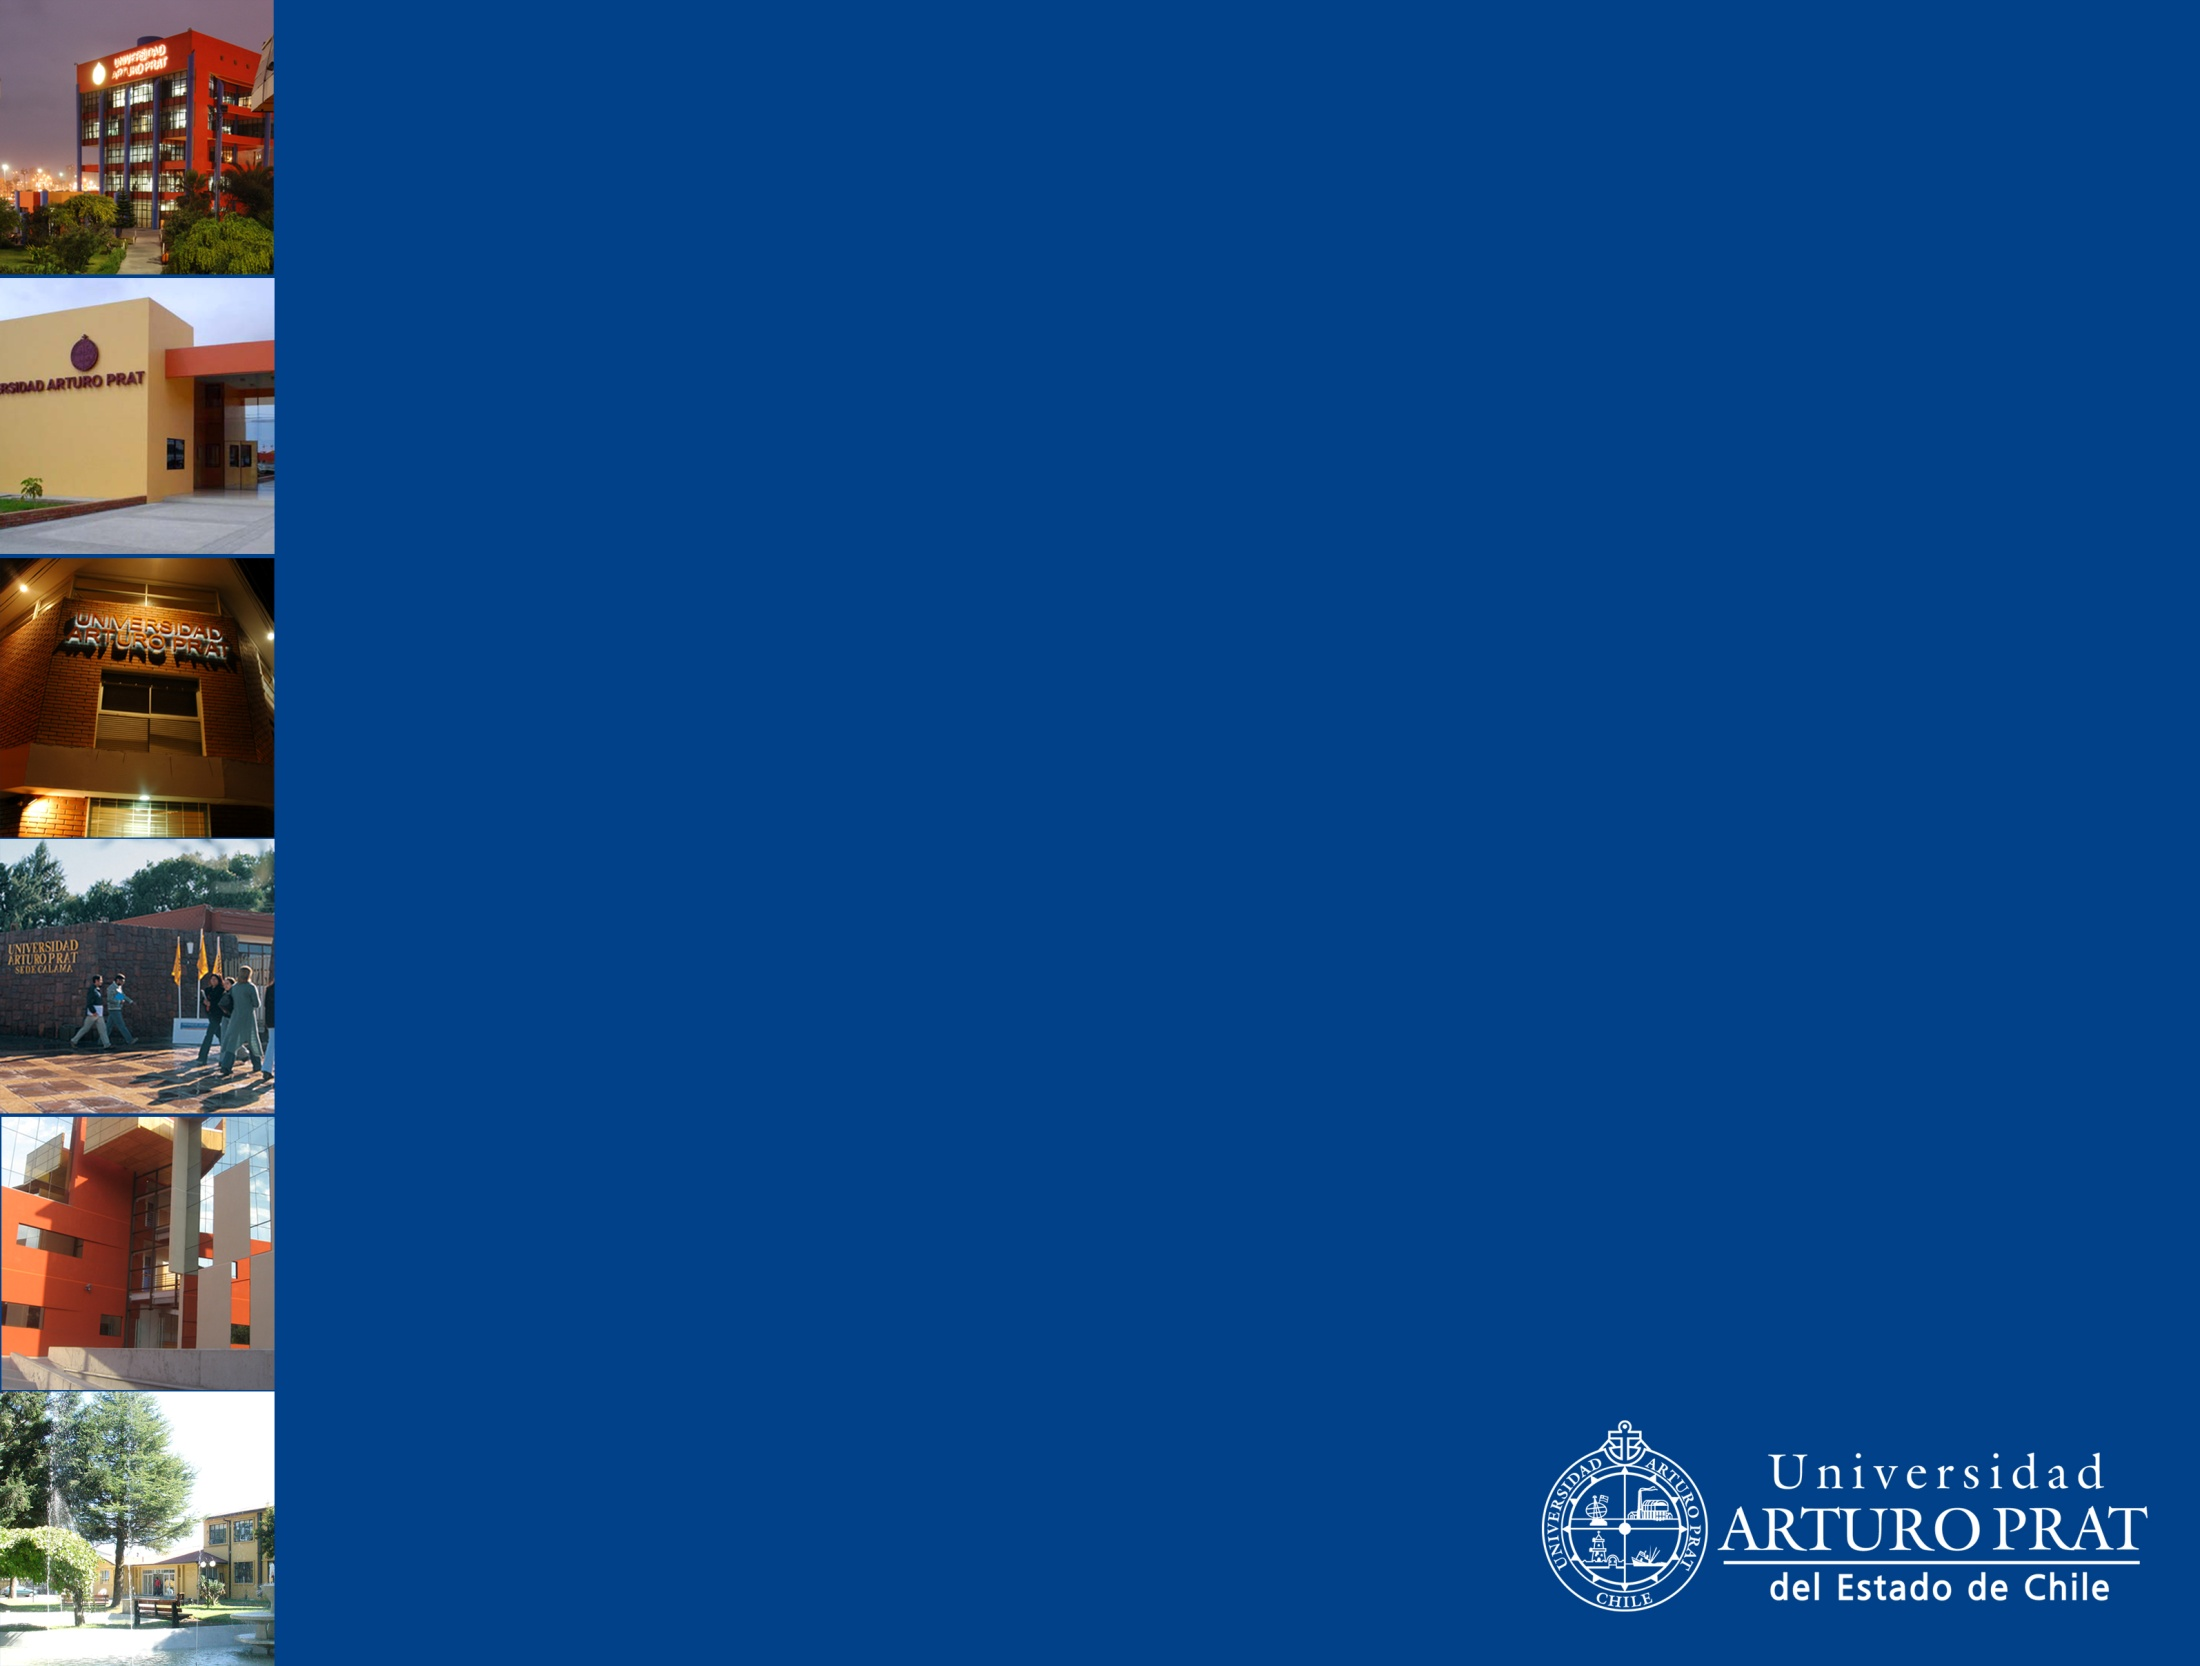 UNIVERSIDAD
ARTURO PRAT
ERSIDAD ARTURO PRAT
UNIVERSIDAD
ARTURO PRAT
UNIVERSIDAD
ARTURO PRAT
SEDE CALAMA
UNIVERSIDAD ARTURO PRAT
CHILE
Universidad
ARTURO PRAT
del Estado de Chile